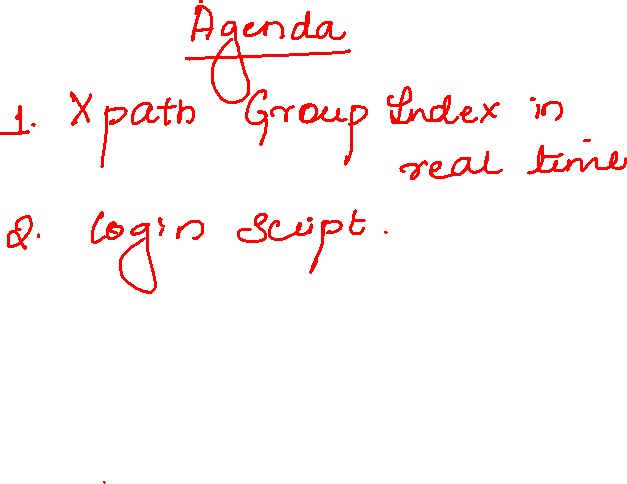 Agenda
1. Xpath Group Index in
real time
2. Login Script.